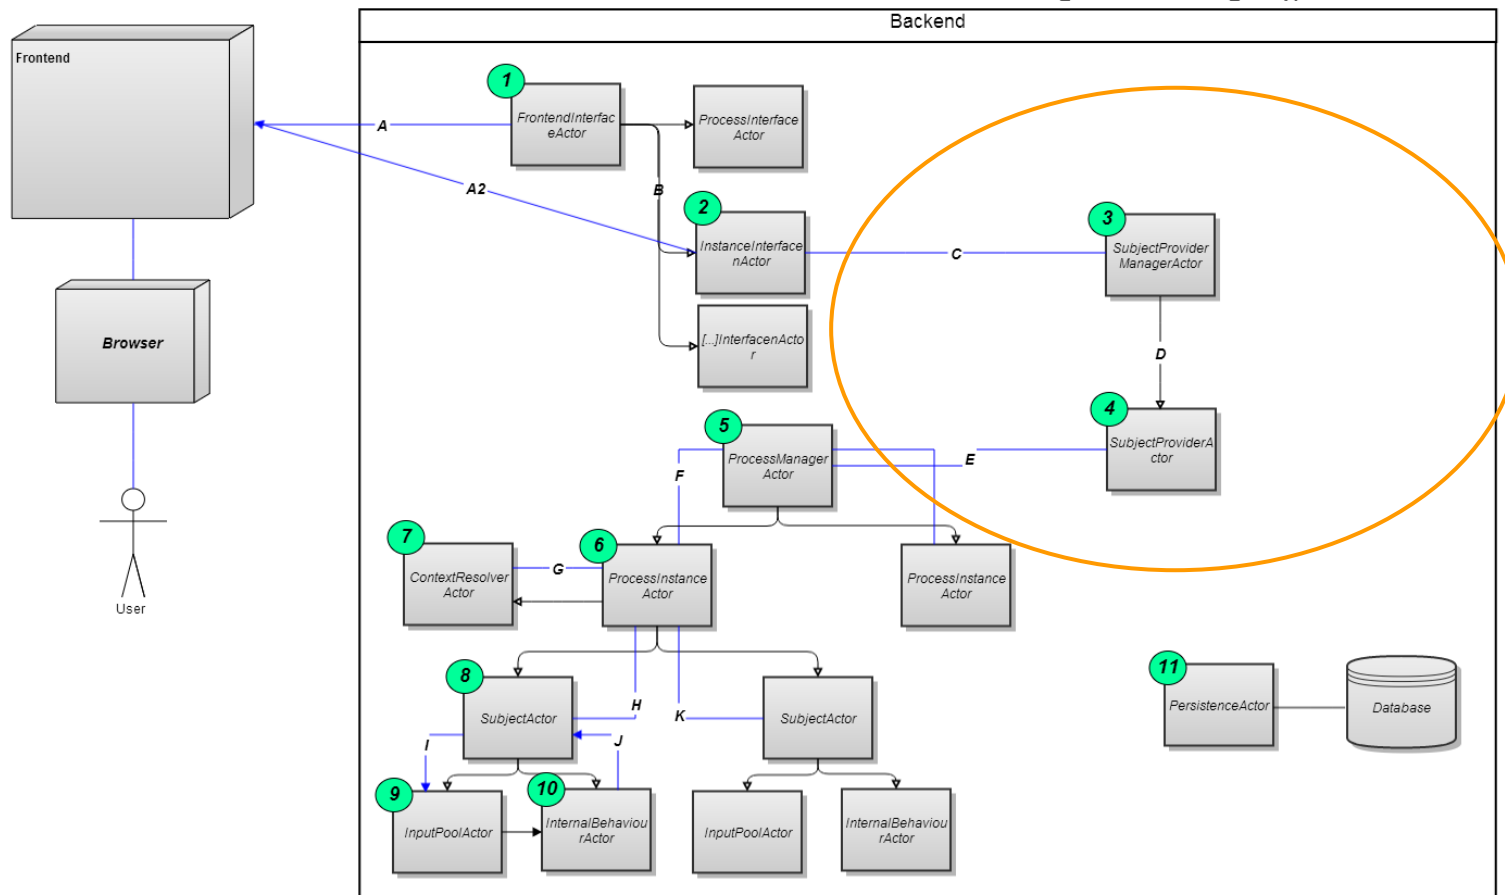 Backend
Frontend
1
A
FrontendInterfac
eActor
ProcessInterface
Actor
A2
B
2
InstanceInterface
nActor
C
3
SubjectProvider
ManagerActor
[...]InterfacenActo
r
Browser
D
4
SubjectProviderA
ctor
5
ProcessManager
Actor
E
F
User
7
ContextResolver
Actor
G
6
ProcessInstance
Actor
ProcessInstance
Actor
8
SubjectActor
H
K
SubjectActor
11
PersistenceActor
Database
I
J
9
InputPoolActor
10
InternalBehaviou
rActor
InputPoolActor
InternalBehaviou
rActor